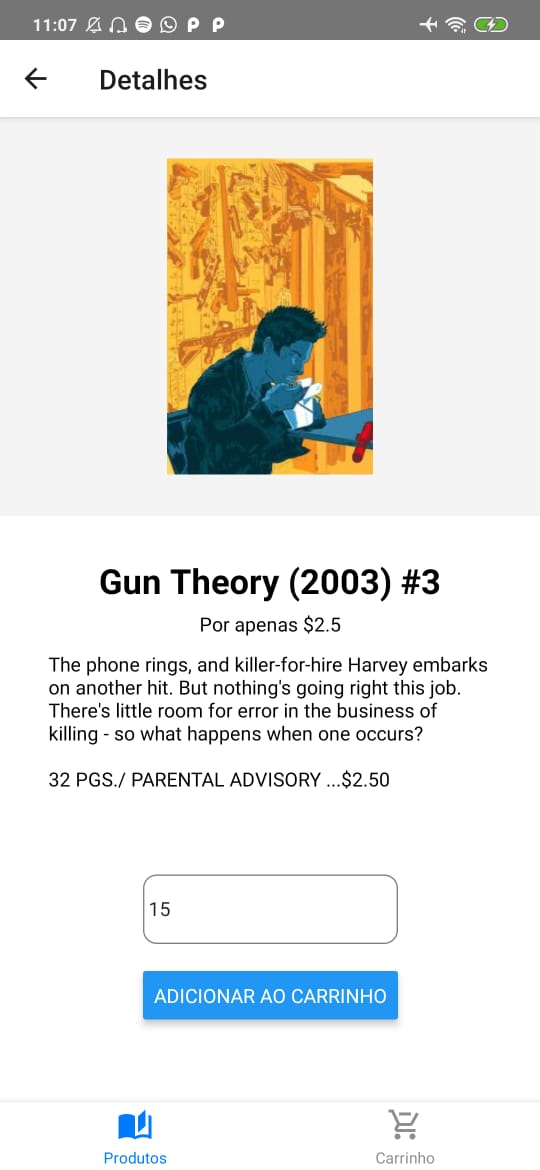 11:07
Detalhes
Gun Theory (2003) #3
Por apenas $2.5
The phone rings, and killer-for-hire Harvey embarks
on another hit. But nothing's going right this job.
There's little room for error in the business of
killing - so what happens when one occurs?
32 PGS./ PARENTAL ADVISORY ...$2.50
15
ADICIONAR AO CARRINHO
Produtos
Carrinho